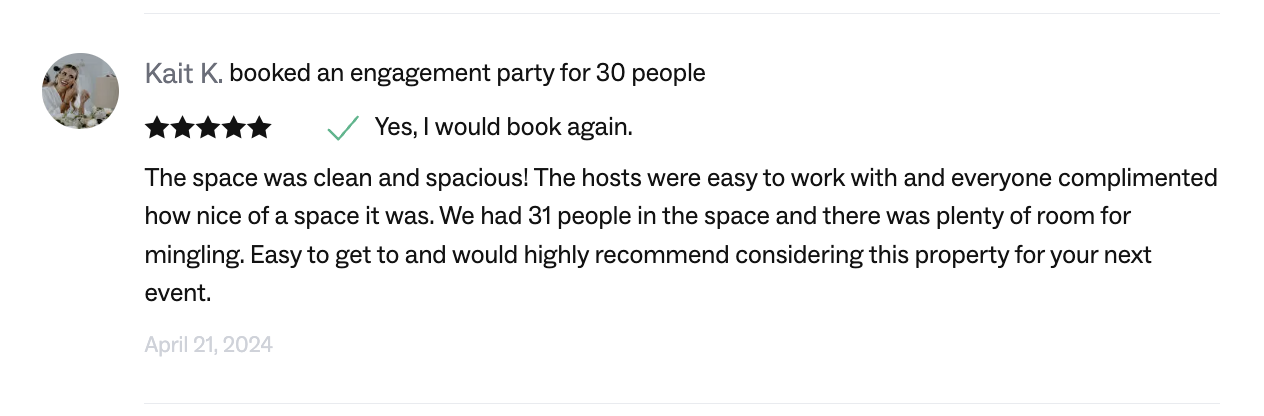 Kait K. booked an engagement party for 30 people
Yes, I would book again.
The space was clean and spacious! The hosts were easy to work with and everyone complimented
how nice of a space it was. We had 31 people in the space and there was plenty of room for
mingling. Easy to get to and would highly recommend considering this property for your next
event.
April 21, 2024